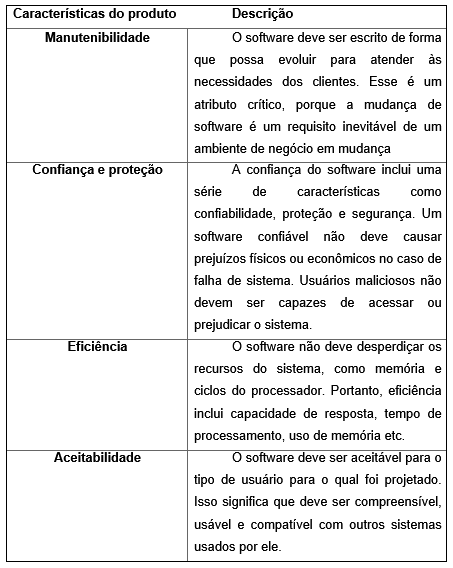 Características do produto Descrição
Manutenibilidade O software deve ser escrito de forma
que possa evoluir para atender às
necessidades dos clientes. Esse é um
atributo crítico, porque a mudança de
software é um requisito inevitável de um
ambiente de negócio em mudança
Confiança e proteção A confiança do software inclui uma
série de características como
confiabilidade, proteção e segurança. Um
software confiável não deve causar
prejuízos físicos ou econômicos no caso de
falha de sistema. Usuários maliciosos não
devem ser capazes de acessar ou
prejudicar o sistema.
Eficiência O software não deve desperdiçar os
recursos do sistema, como memória e
ciclos do processador. Portanto, eficiência
inclui capacidade de resposta, tempo de
processamento, uso de memória etc.
Aceitabilidade O software deve ser aceitável para o
tipo de usuário para o qual foi projetado.
Isso significa que deve ser compreensível,
usável e compatível com outros sistemas
usados por ele.